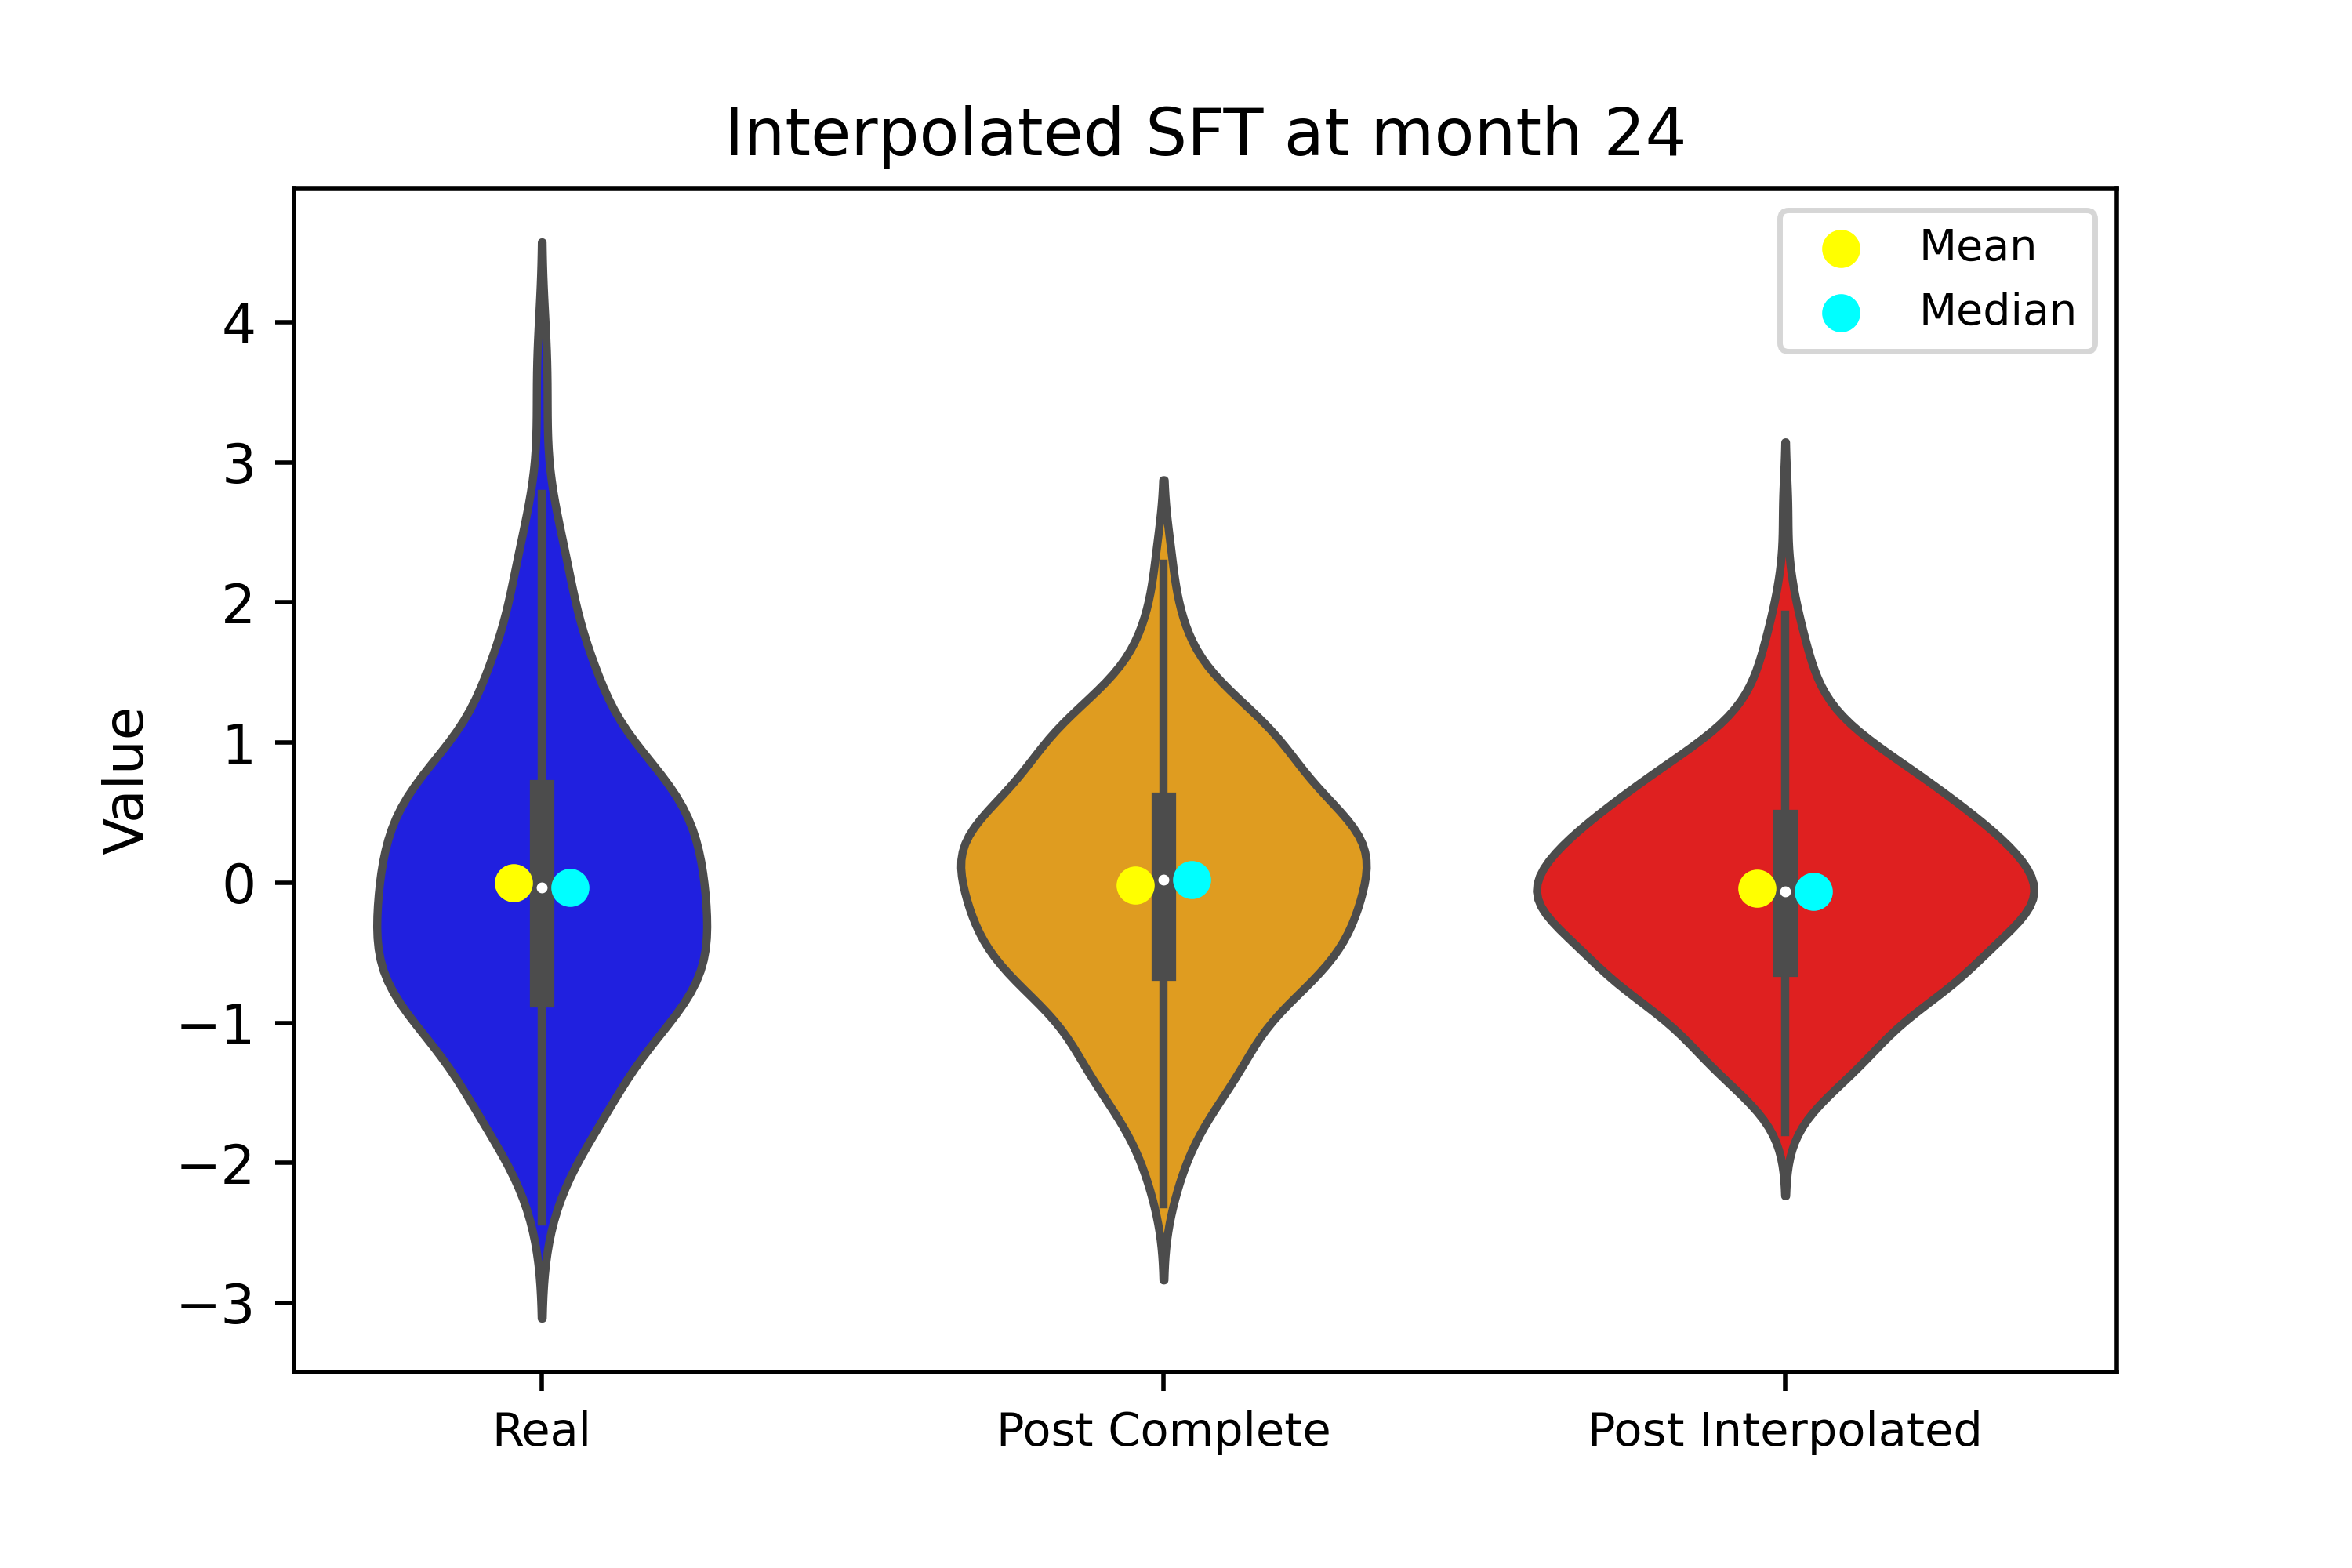 Interpolated SFT at month 24
Mean
Median
4
3
2
1
0
−1
−2
−3
Value
Real
Post Complete
Post Interpolated